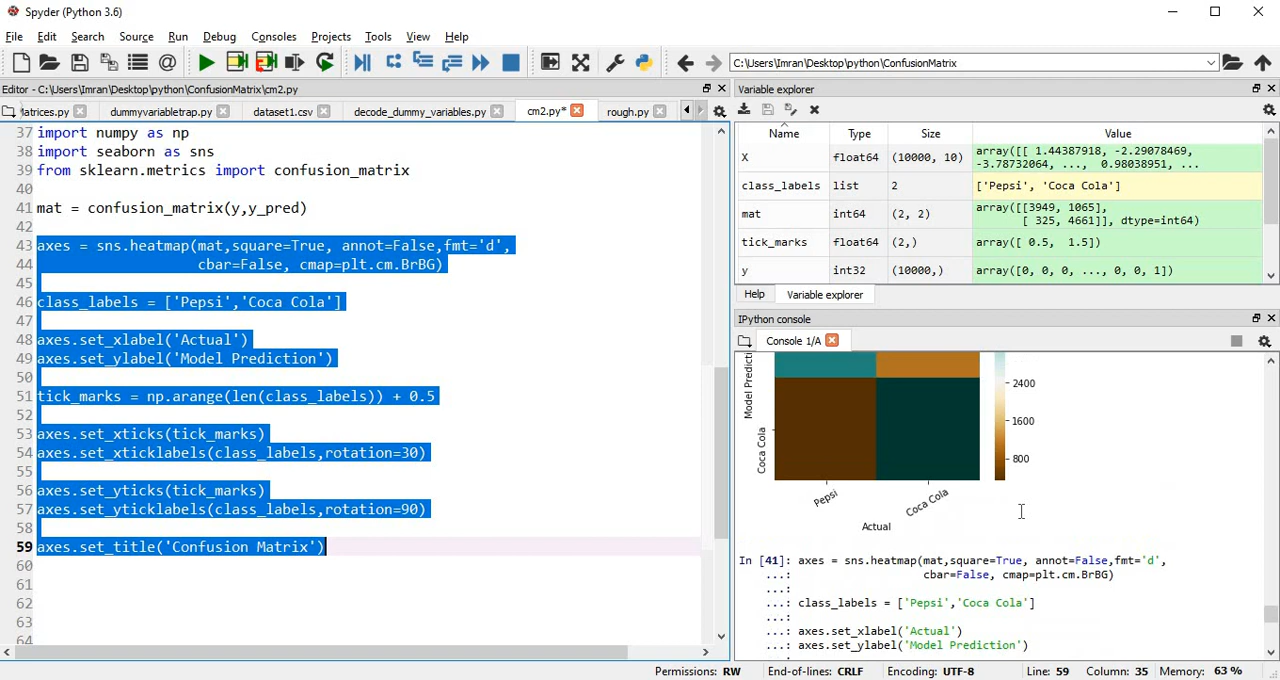 Spyder (Python 3.6)
File Edit Search Source Run Debug Consoles Projects Tools View Help
C:\Users\Imran\Desktop\python\ConfusionMatrix
Editor - C:\Users\Imran\Desktop\python\ConfusionMatrix\cm2.py
Matrices.py dummyvariabletrap.py dataset1.csv decode_dummy_variables.py cm2.py* rough.py
37 import numpy as np
38 import seaborn as sns
39 from sklearn.metrics import confusion_matrix
40
41 mat = confusion_matrix(y,y_pred)
42
43 axes = sns.heatmap(mat,square=True, annot=False,fmt='d',
44 cbar=False, cmap=plt.cm.BrBG)
45
46 class_labels = ['Pepsi','Coca Cola']
47
48 axes.set_xlabel('Actual')
49 axes.set_ylabel('Model Prediction')
50
51 tick_marks = np.arange(len(class_labels)) + 0.5
52
53 axes.set_xticks(tick_marks)
54 axes.set_xticklabels(class_labels,rotation=30)
55
56 axes.set_yticks(tick_marks)
57 axes.set_yticklabels(class_labels,rotation=90)
58
59 axes.set_title('Confusion Matrix')
60
61
62
63
64
Variable explorer
Name Type Size Value
X float64 (10000, 10) array([[ 1.44387918, -2.29078469,
-3.78732064, ..., 0.98038951, ...
class_labels list 2 ['Pepsi', 'Coca Cola']
mat int64 (2, 2) array([[3949, 1065],
[ 325, 4661]], dtype=int64)
tick_marks float64 (2,) array([ 0.5, 1.5])
y int32 (10000,) array([0, 0, 0, ..., 0, 0, 1])
Help Variable explorer
IPython console
Console 1/A
Model Predicti
Coca Cola
2400
1600
800
Pepsi
Coca Cola
Actual
In [41]: axes = sns.heatmap(mat,square=True, annot=False,fmt='d',
...: cbar=False, cmap=plt.cm.BrBG)
...:
...: class_labels = ['Pepsi','Coca Cola']
...:
...: axes.set_xlabel('Actual')
...: axes.set_ylabel('Model Prediction')
Permissions: RW End-of-lines: CRLF Encoding: UTF-8 Line: 59 Column: 35 Memory: 63 %